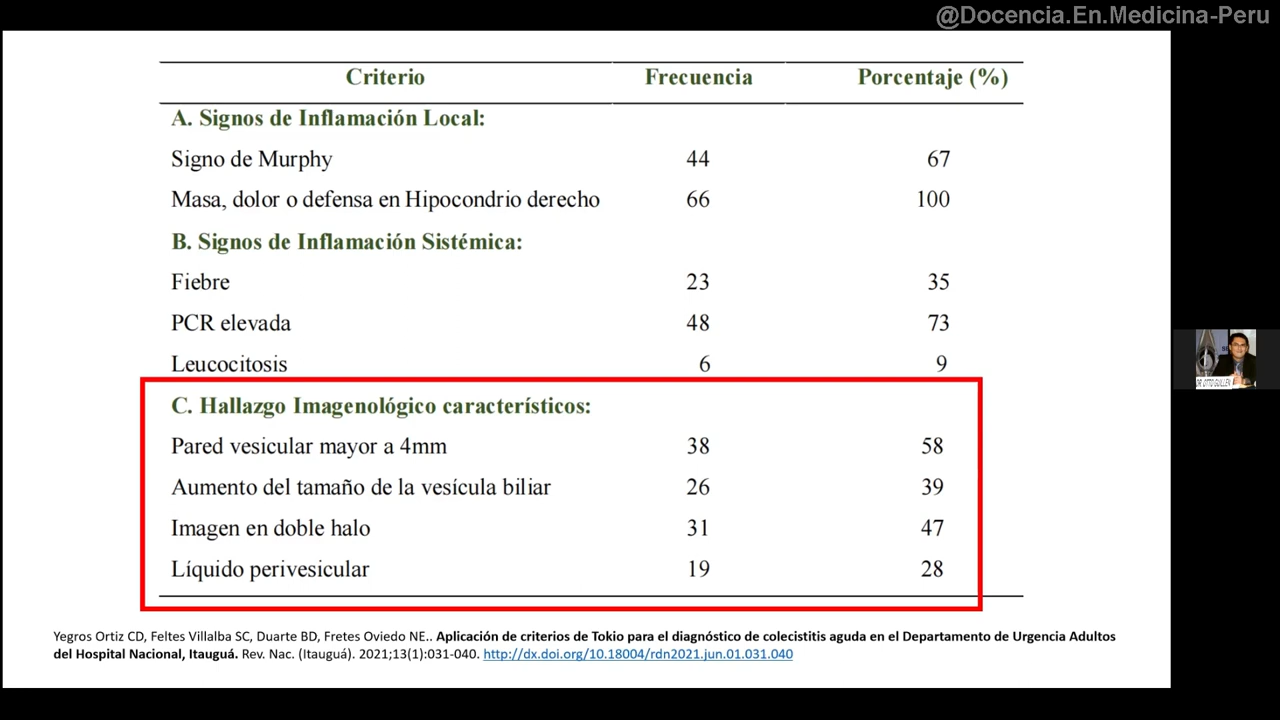 @Docencia.En.Medicina-Peru
Criterio Frecuencia Porcentaje (%)
A. Signos de Inflamación Local:
Signo de Murphy 44 67
Masa, dolor o defensa en Hipocondrio derecho 66 100
B. Signos de Inflamación Sistémica:
Fiebre 23 35
PCR elevada 48 73
Leucocitosis 6 9
C. Hallazgo Imagenológico característicos:
Pared vesicular mayor a 4mm 38 58
Aumento del tamaño de la vesícula biliar 26 39
Imagen en doble halo 31 47
Líquido perivesicular 19 28
Yegros Ortiz CD, Feltes Villalba SC, Duarte BD, Fretes Oviedo NE.. Aplicación de criterios de Tokio para el diagnóstico de colecistitis aguda en el Departamento de Urgencia Adultos
del Hospital Nacional, Itauguá. Rev. Nac. (Itauguá). 2021;13(1):031-040. http://dx.doi.org/10.18004/rdn2021.jun.01.031.040
DR. OTTO GUILLEN